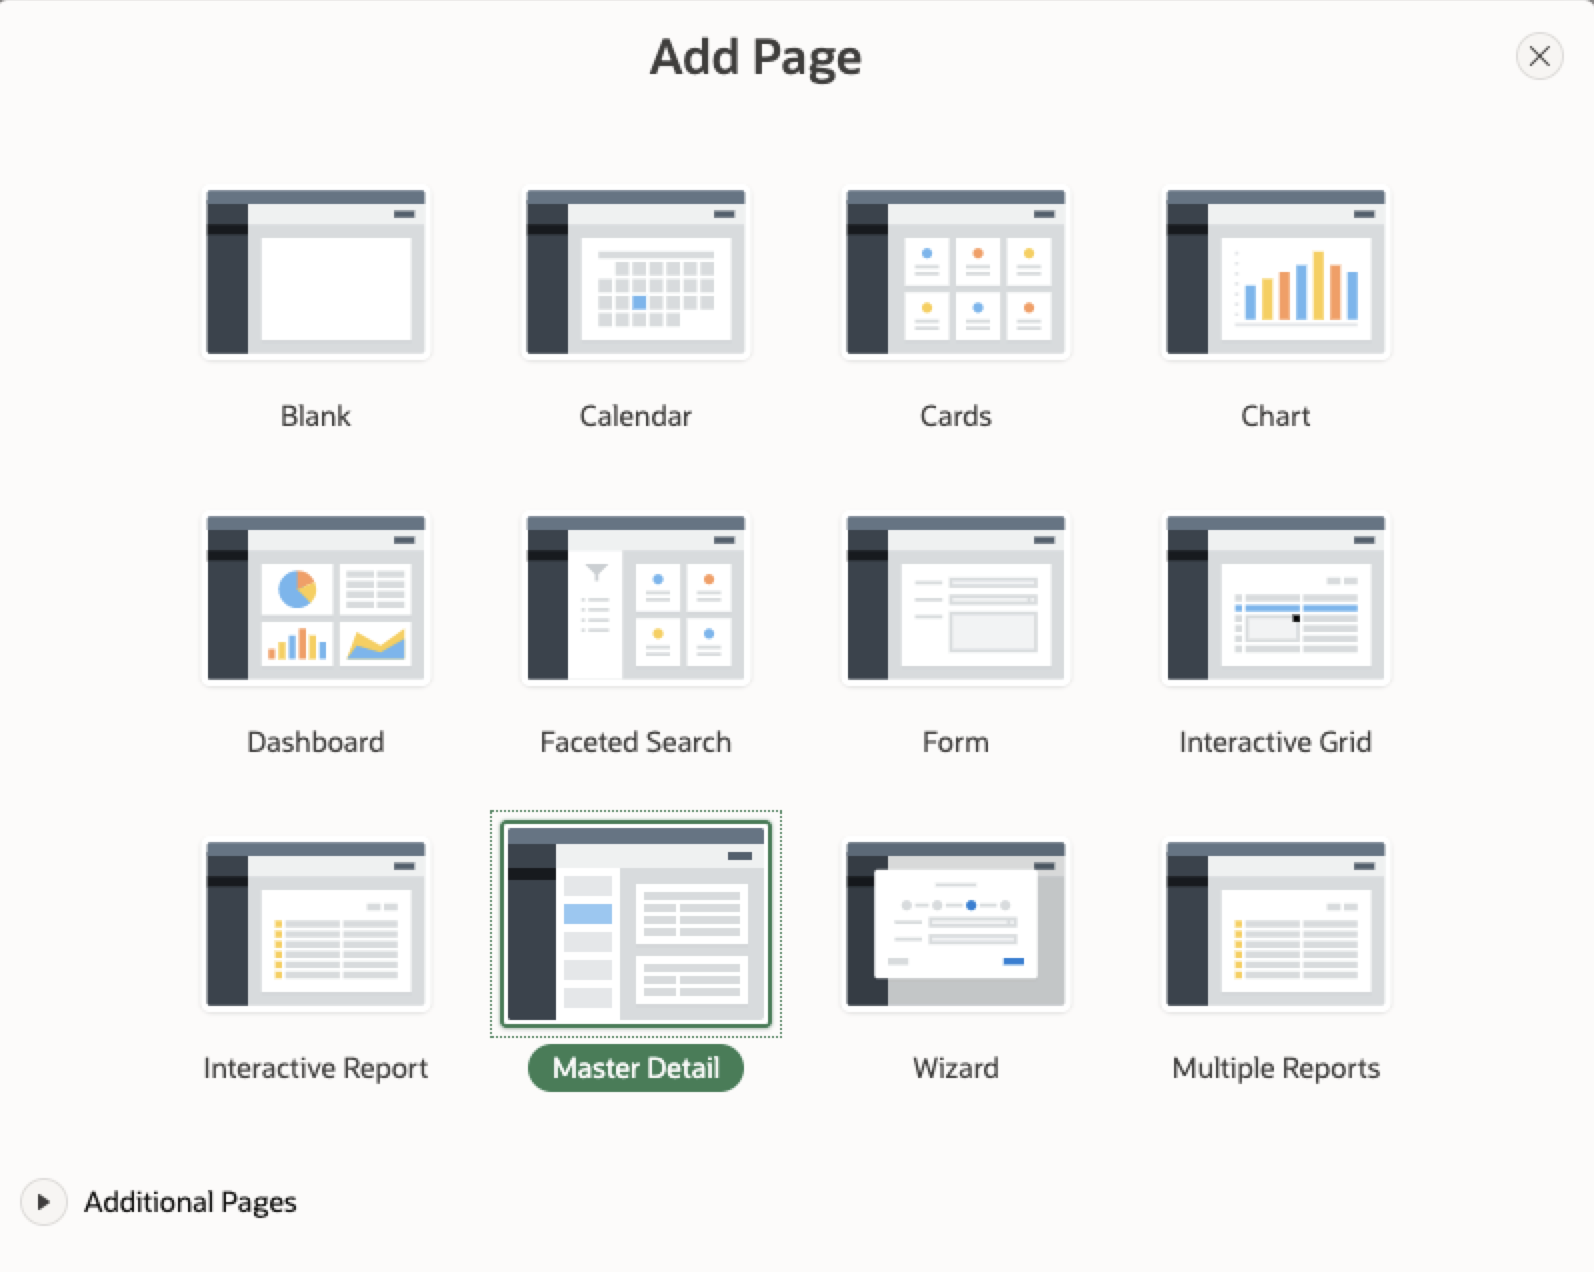 Add Page
Blank
Calendar
Cards
Chart
Dashboard
Faceted Search
Form
Interactive Grid
Interactive Report
Master Detail
Wizard
Multiple Reports
Additional Pages